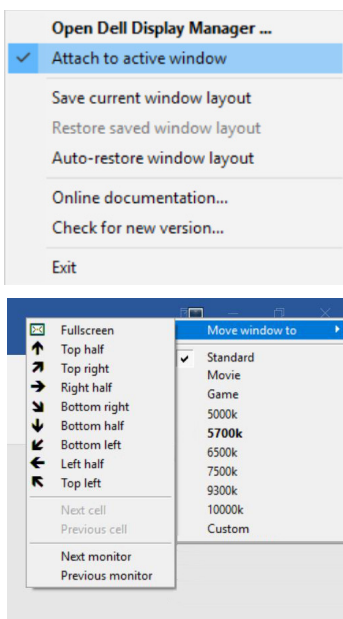 Open Dell Display Manager ...
Attach to active window
Save current window layout
Restore saved window layout
Auto-restore window layout
Online documentation...
Check for new version...
Exit
Fullscreen
Top half
Top right
Right half
Bottom right
Bottom half
Bottom left
Left half
Top left
Next cell
Previous cell
Next monitor
Previous monitor
Move window to
Standard
Movie
Game
5000k
5700k
6500k
7500k
9300k
10000k
Custom